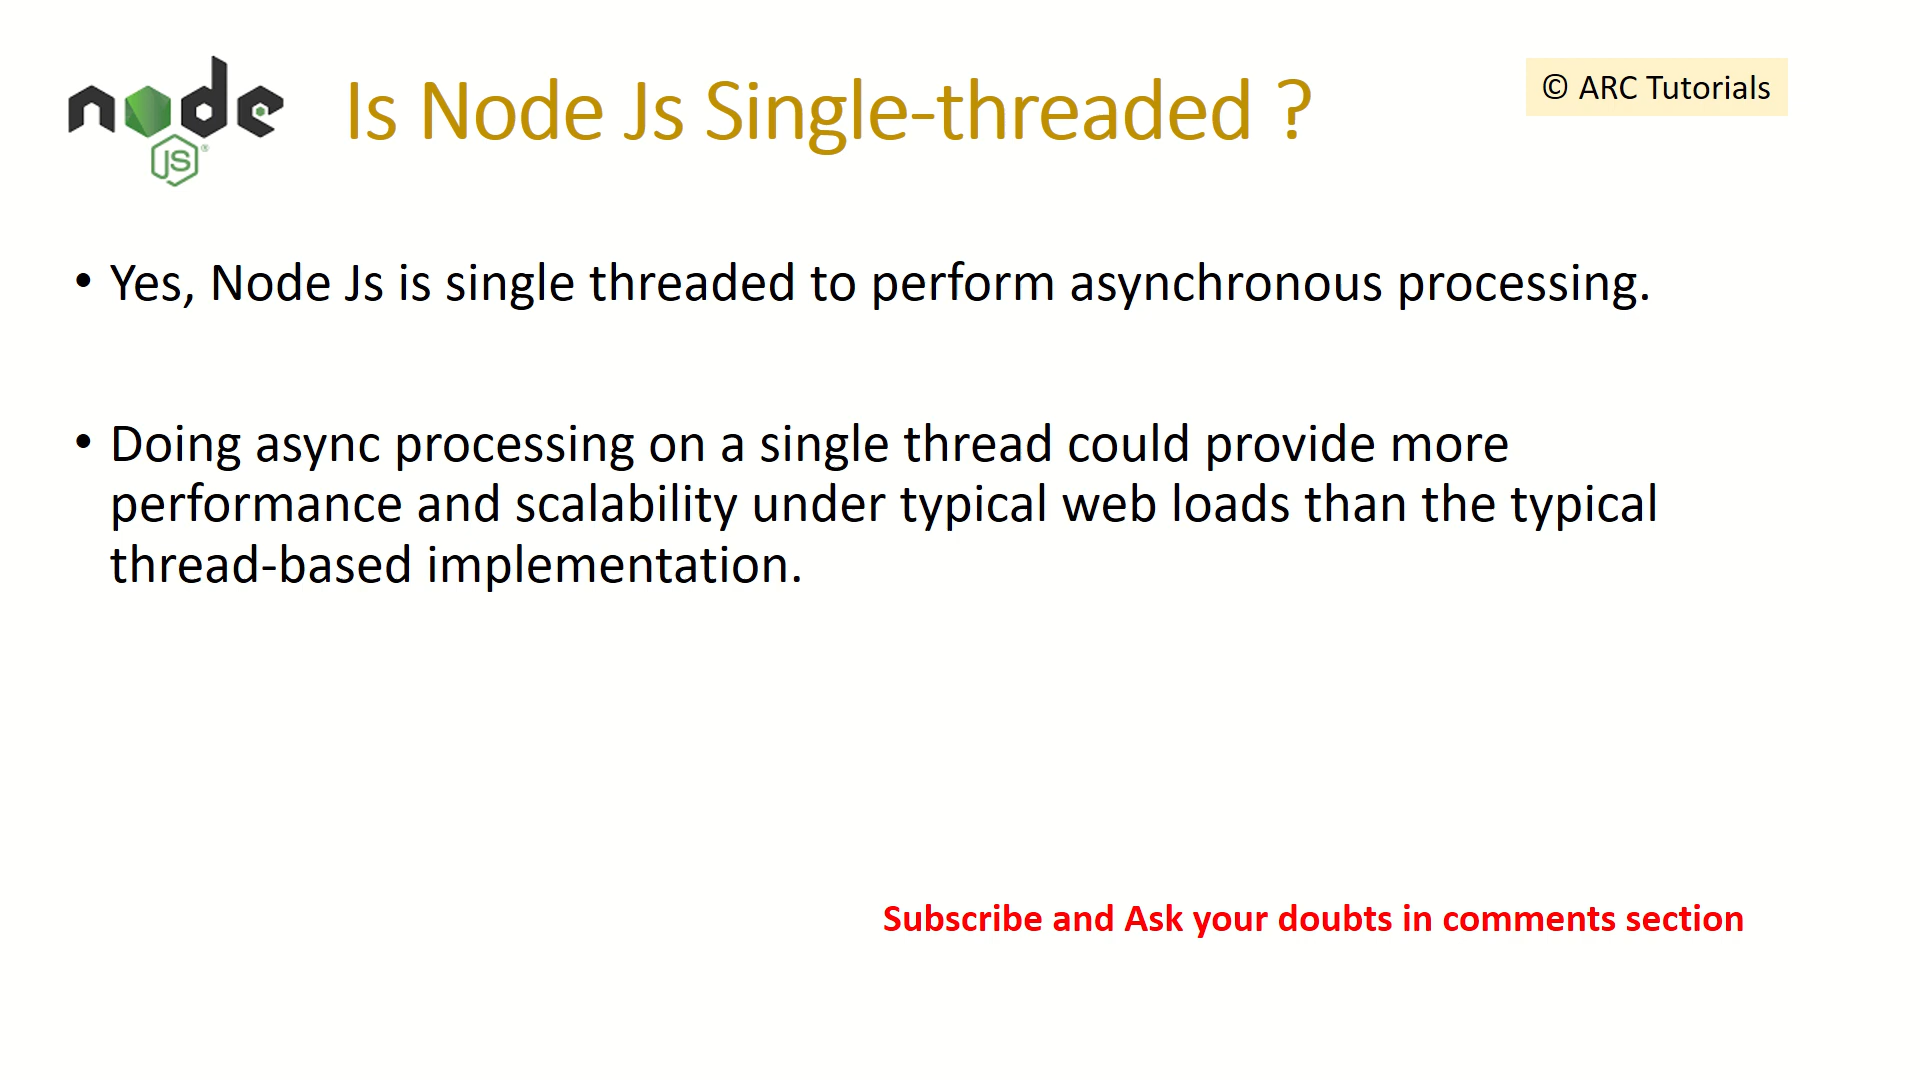 node
JS®
Is Node Js Single-threaded ?
© ARC Tutorials
• Yes, Node Js is single threaded to perform asynchronous processing.
• Doing async processing on a single thread could provide more
performance and scalability under typical web loads than the typical
thread-based implementation.
Subscribe and Ask your doubts in comments section